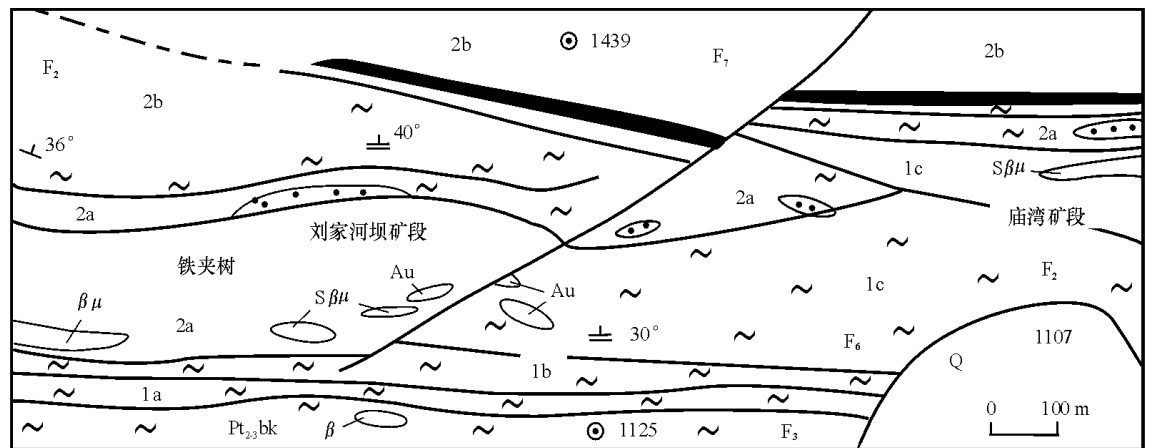 2b
1439
F₇
2b
F₂
2b
36°
40°
2a
1c
Sβμ
2a
2a
庙湾矿段
刘家河坝矿段
铁夹树
Au
Au
Sβμ
βμ
2a
1c
F₂
30°
F₆
1107
1b
Q
1a
0 100 m
Pt₂₋₃bk
β
1125
F₃